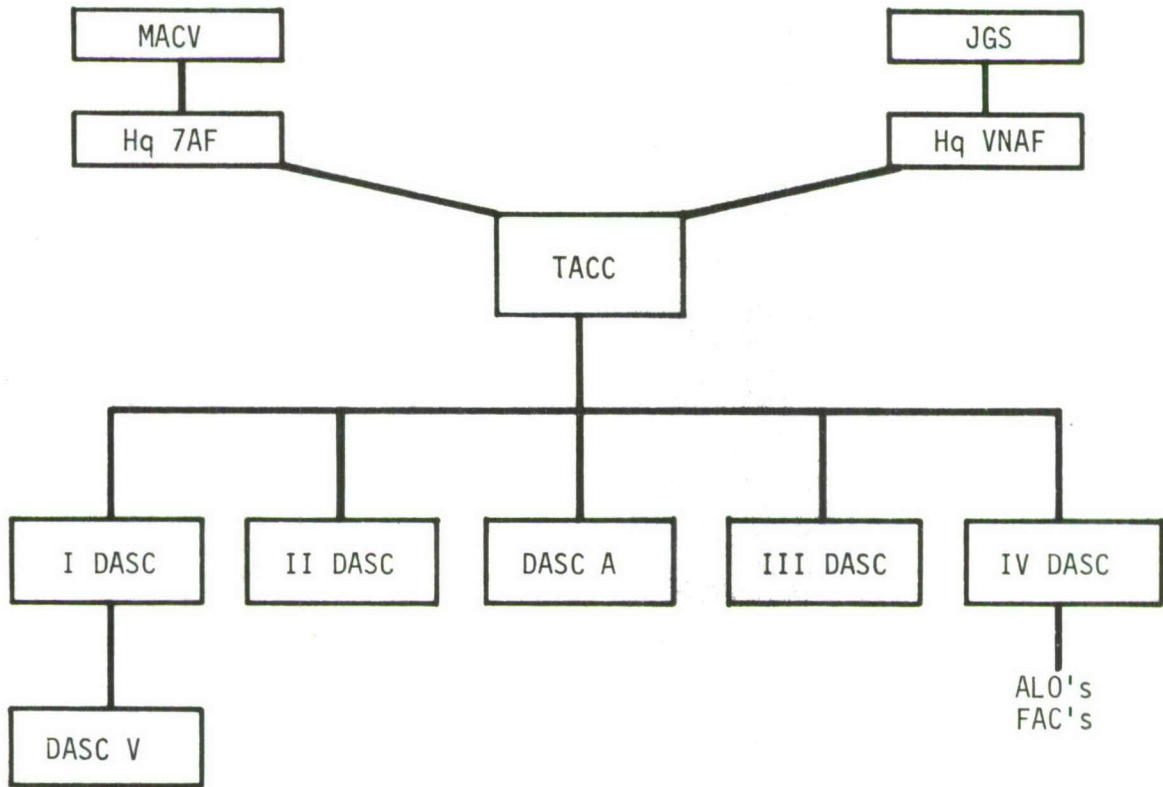 MACV
JGS
Hq 7AF
Hq VNAF
TACC
I DASC
II DASC
DASC A
III DASC
IV DASC
ALO's
FAC's
DASC V